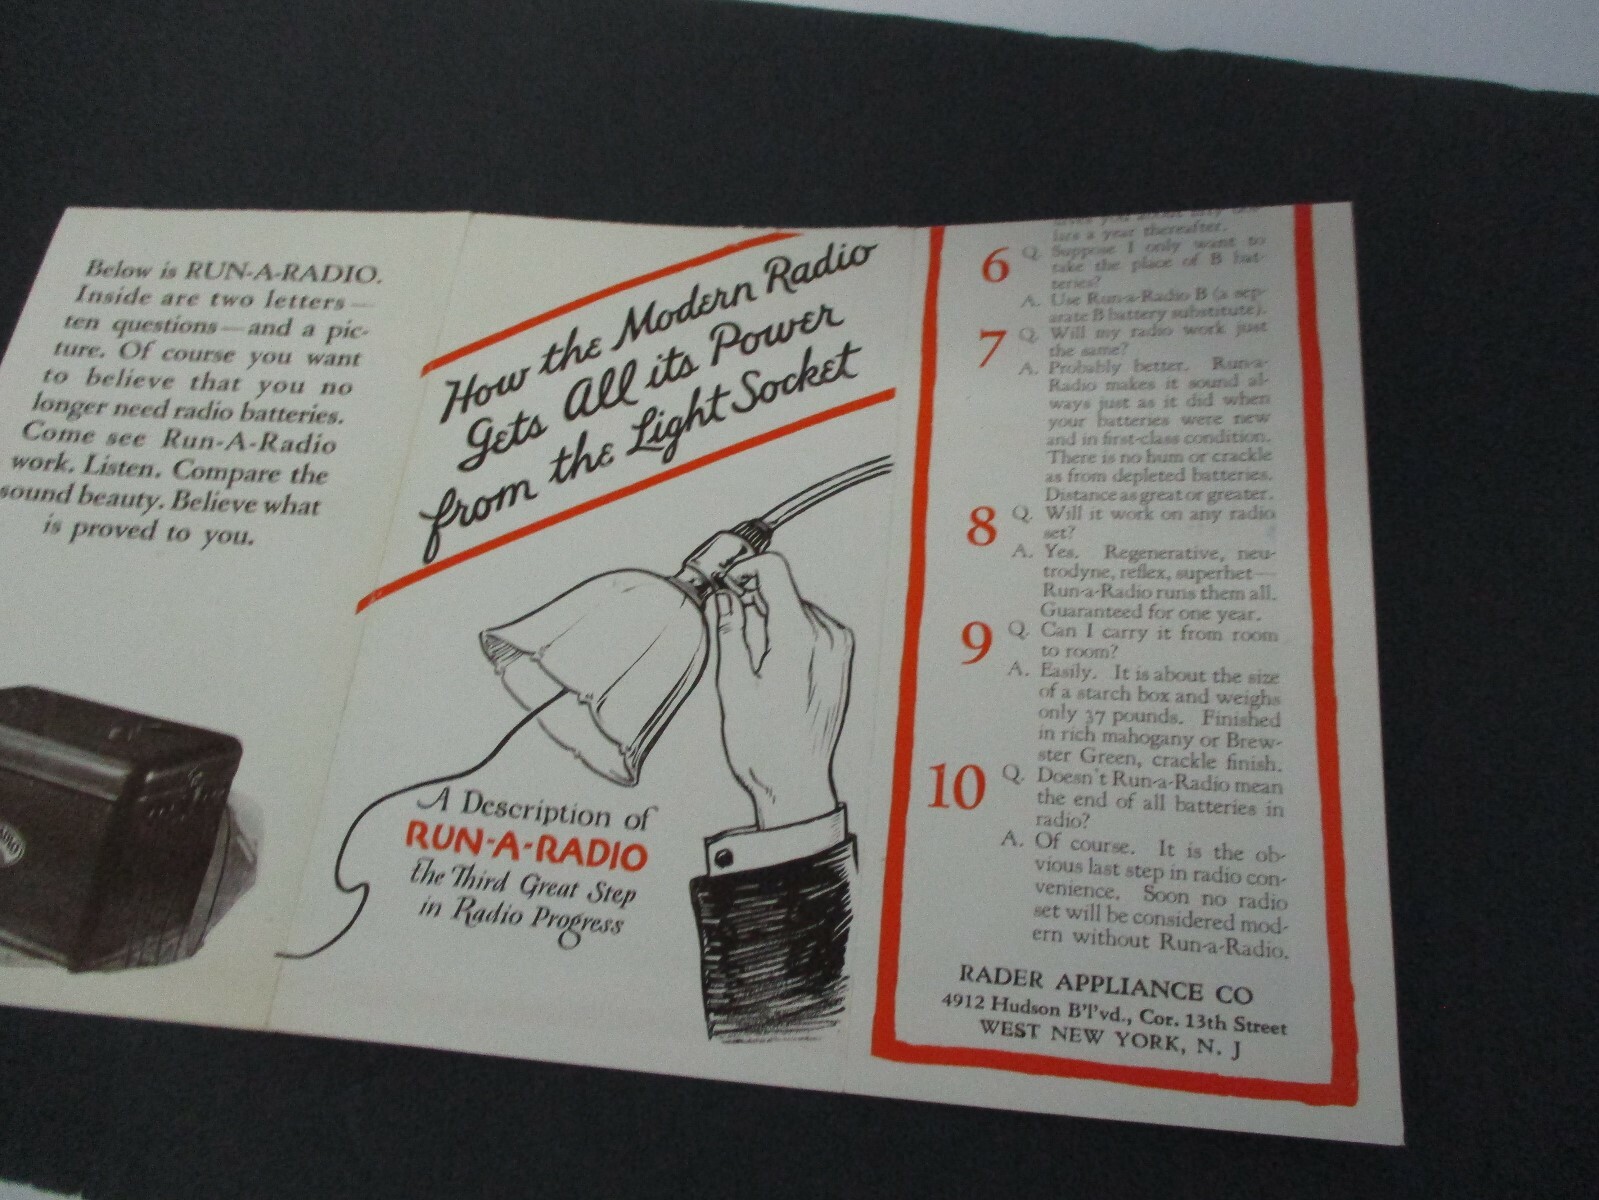 Below is RUN-A-RADIO.
Inside are two letters—
ten questions—and a pic-
ture. Of course you want
to believe that you no
longer need radio batteries.
Come see Run-A-Radio
work. Listen. Compare the
sound beauty. Believe what
is proved to you.
How the Modern Radio
Gets All its Power
from the Light Socket
A Description of
RUN-A-RADIO
the Third Great Step
in Radio Progress
lars a year thereafter.
6 Q. Suppose I only want to
take the place of B bat-
teries?
A. Use Run-a-Radio B (a sep-
arate B battery substitute).
7 Q. Will my radio work just
the same?
A. Probably better. Run-a-
Radio makes it sound al-
ways just as it did when
your batteries were new
and in first-class condition.
There is no hum or crackle
as from depleted batteries.
Distance as great or greater.
8 Q. Will it work on any radio
set?
A. Yes. Regenerative, neu-
trodyne, reflex, superhet—
Run-a-Radio runs them all.
Guaranteed for one year.
9 Q. Can I carry it from room
to room?
A. Easily. It is about the size
of a starch box and weighs
only 37 pounds. Finished
in rich mahogany or Brew-
ster Green, crackle finish.
10 Q. Doesn't Run-a-Radio mean
the end of all batteries in
radio?
A. Of course. It is the ob-
vious last step in radio con-
venience. Soon no radio
set will be considered mod-
ern without Run-a-Radio.
RADER APPLIANCE CO
4912 Hudson B'l'vd., Cor. 13th Street
WEST NEW YORK, N. J